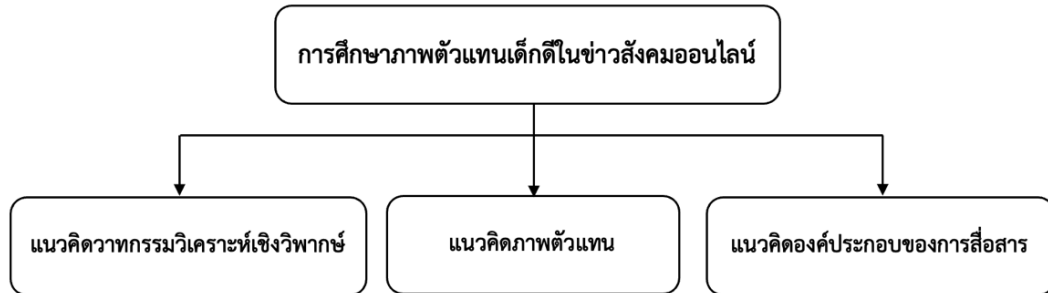 การศึกษาภาพตัวแทนเด็กดีในข่าวสังคมออนไลน์
แนวคิดวาทกรรมวิเคราะห์เชิงวิพากษ์
แนวคิดภาพตัวแทน
แนวคิดองค์ประกอบของการสื่อสาร